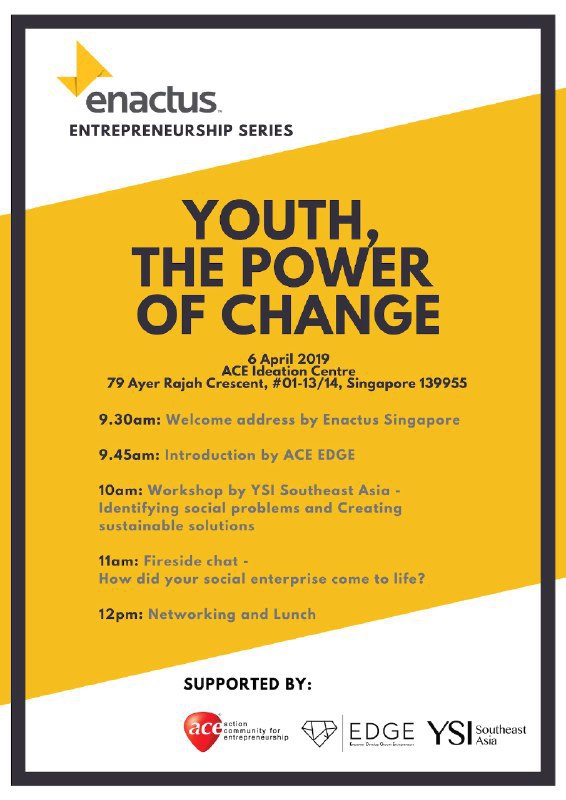 enactus™
ENTREPRENEURSHIP SERIES
YOUTH,
THE POWER
OF CHANGE
6 April 2019
ACE Ideation Centre
79 Ayer Rajah Crescent, #01-13/14, Singapore 139955
9.30am: Welcome address by Enactus Singapore
9.45am: Introduction by ACE EDGE
10am: Workshop by YSI Southeast Asia -
Identifying social problems and Creating
sustainable solutions
11am: Fireside chat -
How did your social enterprise come to life?
12pm: Networking and Lunch
SUPPORTED BY:
ace action
community for
entrepreneurship
EDGE
YSI Southeast
Asia